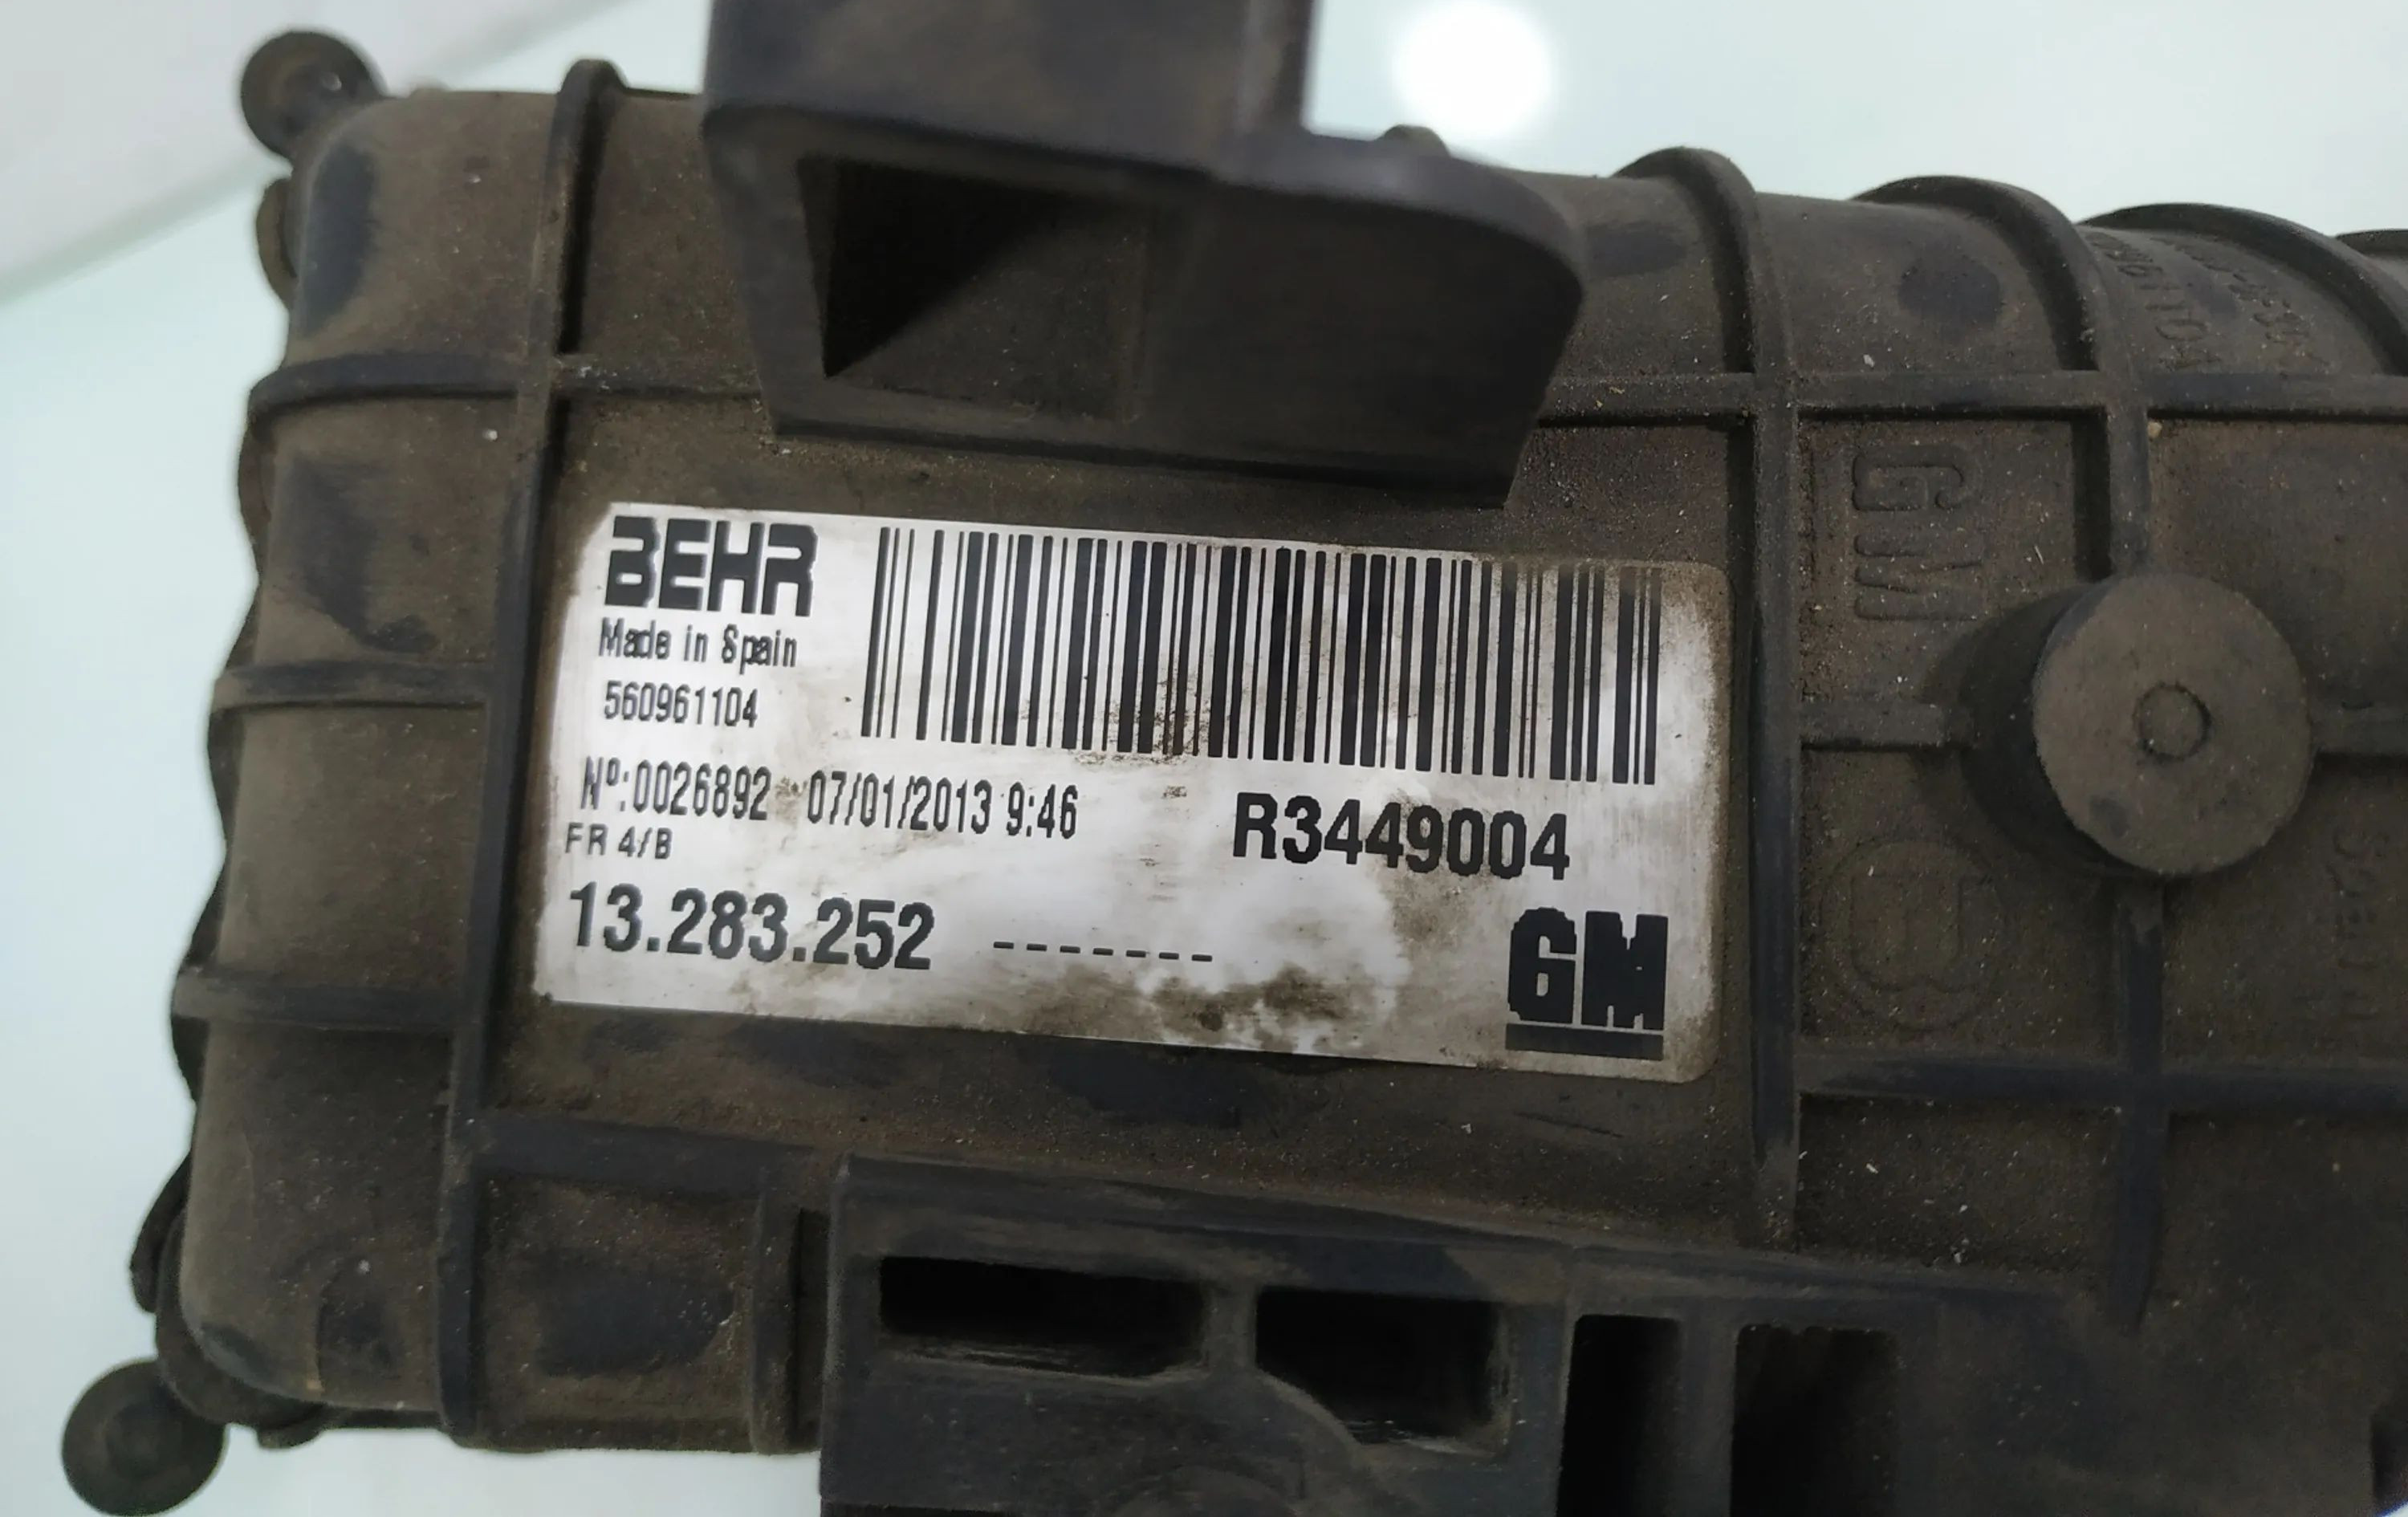 BEHR
Made in Spain
560961104
Nº:0026892 07/01/2013 9:46
R3449004
FR 4/B
13.283.252 -------
GM
GM